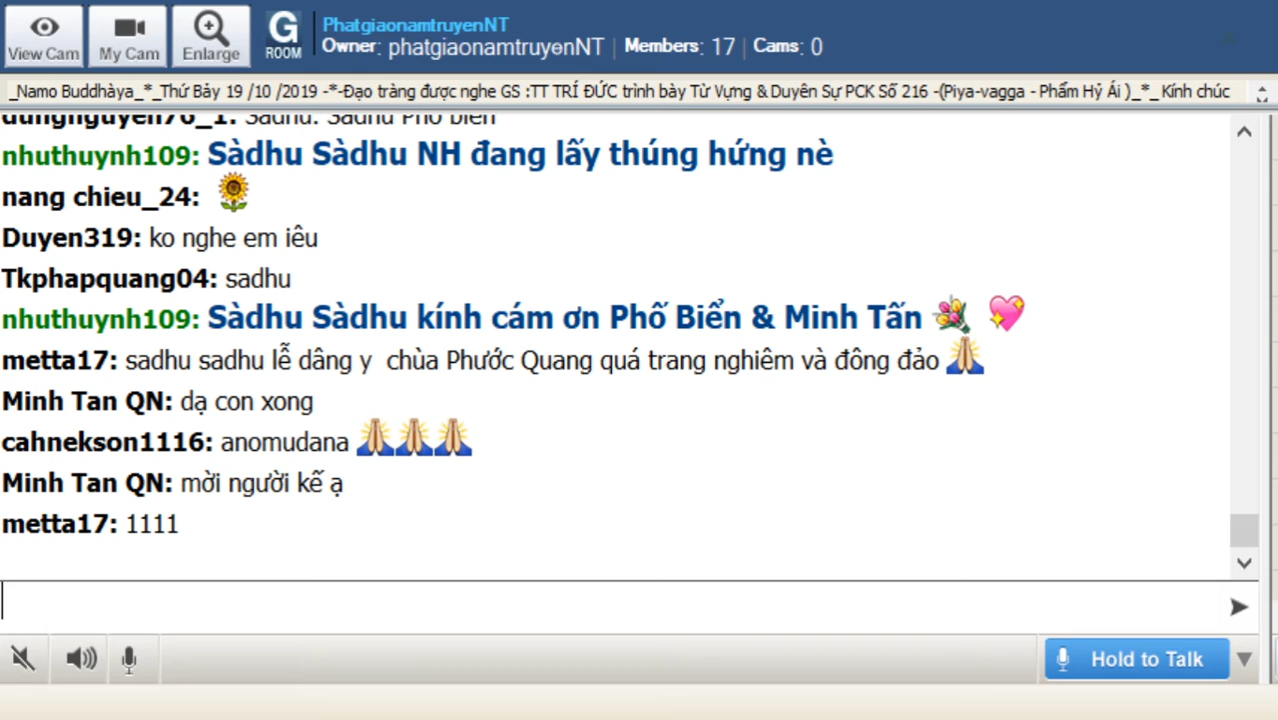 PhatgiaonamtruyenNT
View Cam My Cam Enlarge G ROOM Owner: phatgiaonamtruyenNT | Members: 17 | Cams: 0
_Namo Buddhàya_*_Thứ Bảy 19 /10 /2019 -*-Đạo tràng được nghe GS :TT TRÍ ĐỨC trình bày Từ Vựng & Duyên Sự PCK Số 216 -(Piya-vagga - Phẩm Hỷ Ái )_*_ Kính chúc
dungnguyen76_1: Sadhu. Sadhu Phố biển
nhuthuynh109: Sàdhu Sàdhu NH đang lấy thúng hứng nè
nang chieu_24: 🌻
Duyen319: ko nghe em iêu
Tkphapquang04: sadhu
nhuthuynh109: Sàdhu Sàdhu kính cám ơn Phố Biển & Minh Tấn 💐 💖
metta17: sadhu sadhu lễ dâng y chùa Phước Quang quá trang nghiêm và đông đảo 🙏
Minh Tan QN: dạ con xong
cahnekson1116: anomudana 🙏🙏🙏
Minh Tan QN: mời người kế ạ
metta17: 1111
Hold to Talk